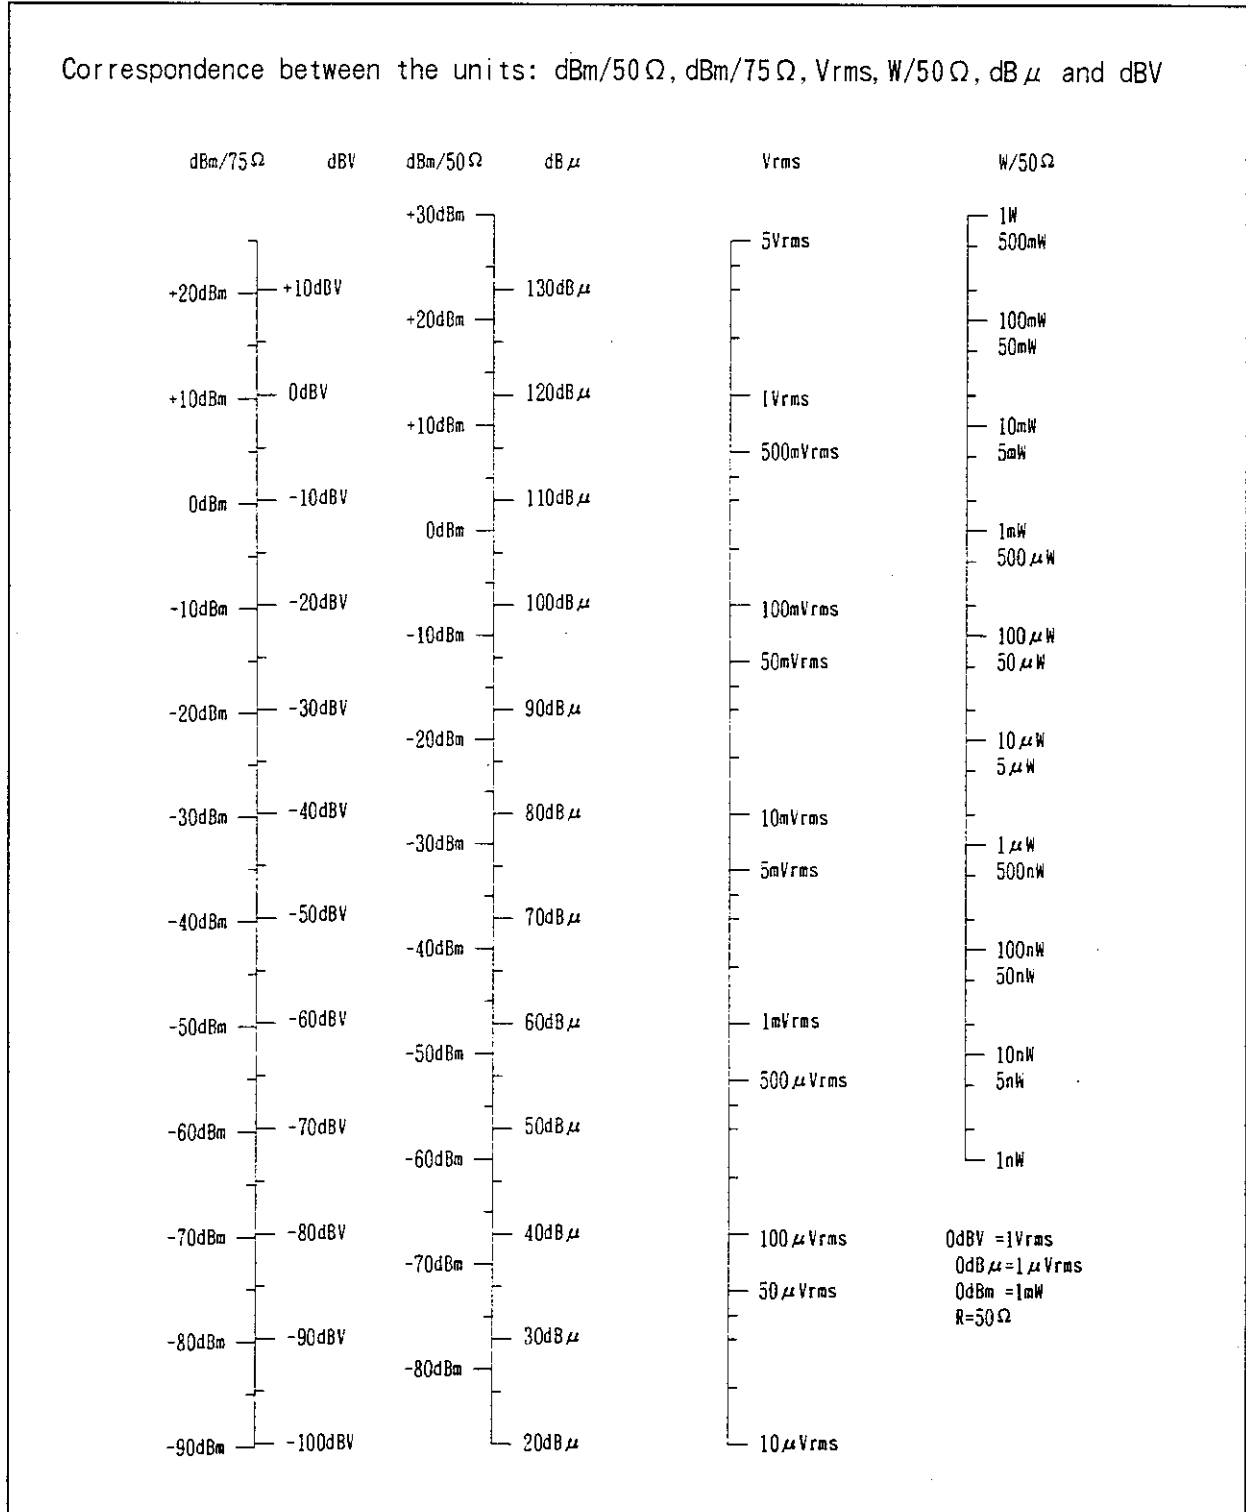 Correspondence between the units: dBm/50Ω, dBm/75Ω, Vrms, W/50Ω, dBμ and dBV
dBm/75Ω dBV dBm/50Ω dBμ Vrms W/50Ω
+30dBm 1W
5Vrms 500mW
+20dBm +10dBV 130dBμ
+20dBm 100mW
50mW
+10dBm 0dBV 120dBμ 1Vrms
+10dBm 10mW
500mVrms 5mW
0dBm -10dBV 110dBμ
0dBm 1mW
500μW
-10dBm -20dBV 100dBμ 100mVrms
-10dBm 100μW
50mVrms 50μW
-20dBm -30dBV 90dBμ
-20dBm 10μW
5μW
-30dBm -40dBV 80dBμ 10mVrms
-30dBm 1μW
5mVrms 500nW
-40dBm -50dBV 70dBμ
-40dBm 100nW
50nW
-50dBm -60dBV 60dBμ 1mVrms
-50dBm 10nW
500μVrms 5nW
-60dBm -70dBV 50dBμ
-60dBm 1nW
-70dBm -80dBV 40dBμ 100μVrms 0dBV =1Vrms
-70dBm 0dBμ=1μVrms
50μVrms 0dBm =1mW
R=50Ω
-80dBm -90dBV 30dBμ
-80dBm
-90dBm -100dBV 20dBμ 10μVrms